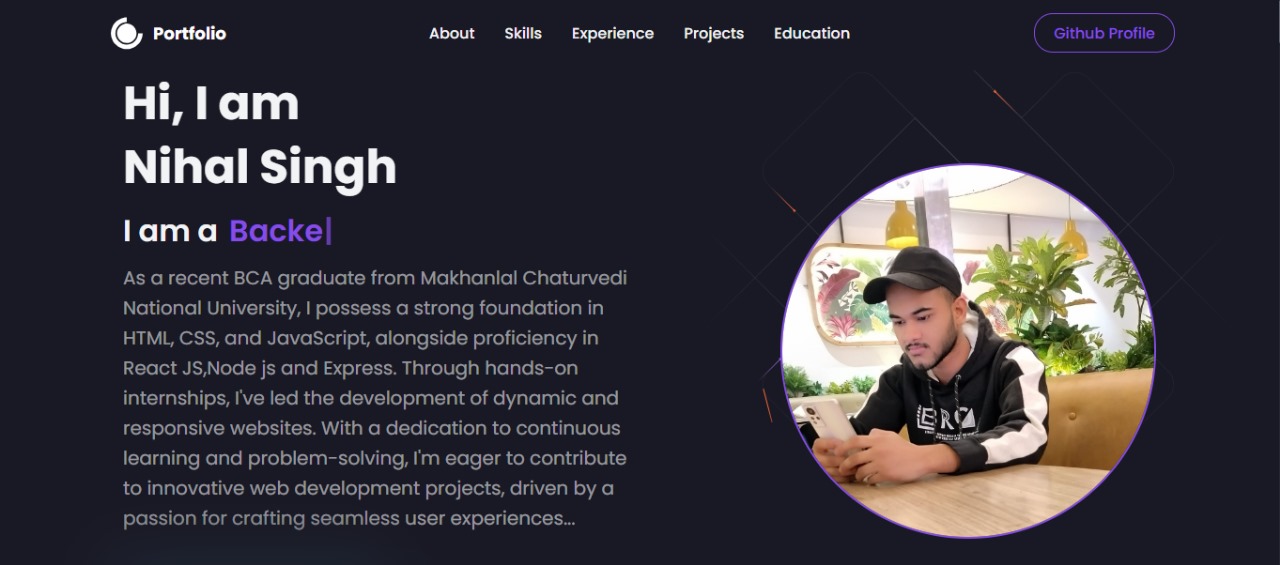 Portfolio
About Skills Experience Projects Education
Github Profile
Hi, I am
Nihal Singh
I am a Backe|
As a recent BCA graduate from Makhanlal Chaturvedi
National University, I possess a strong foundation in
HTML, CSS, and JavaScript, alongside proficiency in
React JS,Node js and Express. Through hands-on
internships, I've led the development of dynamic and
responsive websites. With a dedication to continuous
learning and problem-solving, I'm eager to contribute
to innovative web development projects, driven by a
passion for crafting seamless user experiences...